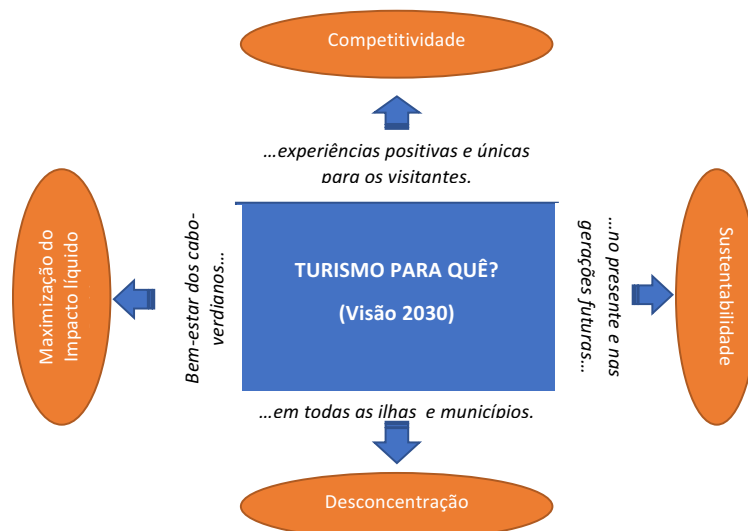 Competitividade
…experiências positivas e únicas
para os visitantes.
Maximização do
Impacto líquido
Bem-estar dos cabo-
verdianos…
TURISMO PARA QUÊ?
(Visão 2030)
…no presente e nas
gerações futuras…
Sustentabilidade
…em todas as ilhas e municípios.
Desconcentração